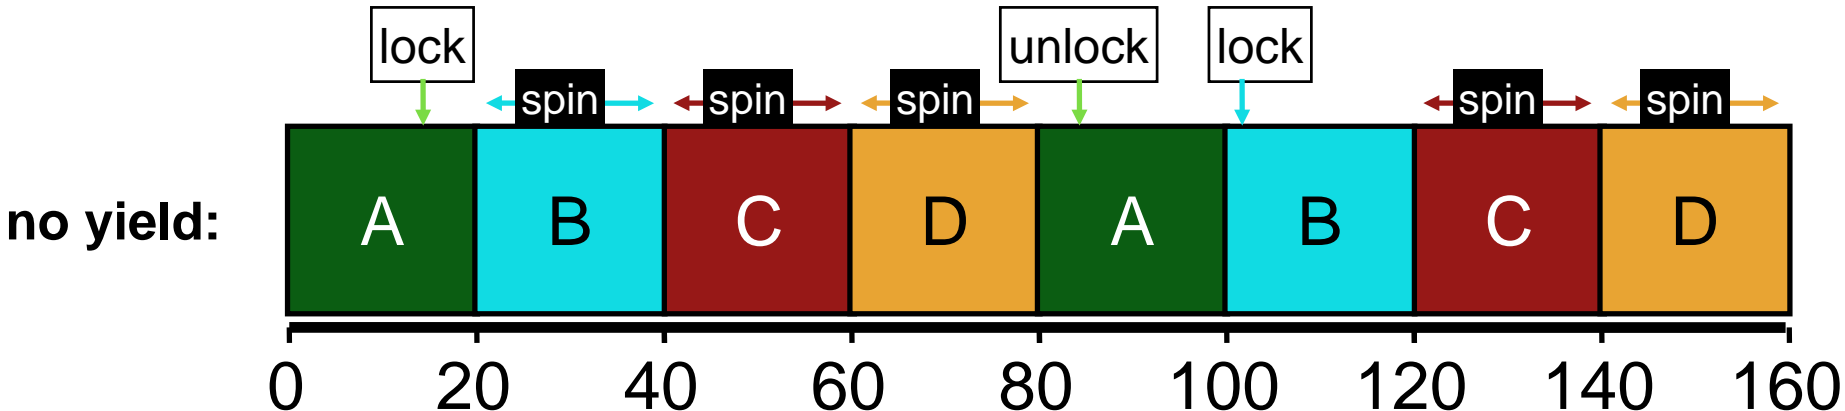 lock unlock lock
spin spin spin spin spin
no yield: A B C D A B C D
0 20 40 60 80 100 120 140 160